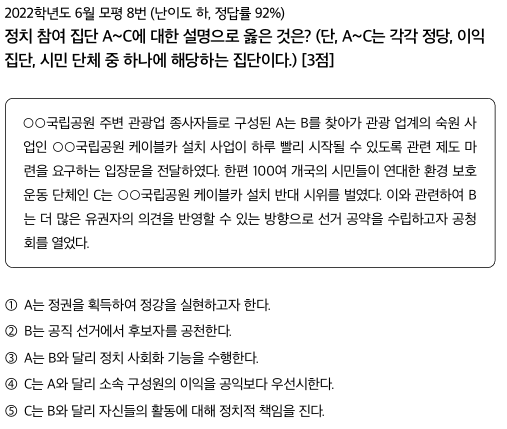 2022학년도 6월 모평 8번 (난이도 하, 정답률 92%)
정치 참여 집단 A~C에 대한 설명으로 옳은 것은? (단, A~C는 각각 정당, 이익
집단, 시민 단체 중 하나에 해당하는 집단이다.) [3점]
○○국립공원 주변 관광업 종사자들로 구성된 A는 B를 찾아가 관광 업계의 숙원 사
업인 ○○국립공원 케이블카 설치 사업이 하루 빨리 시작될 수 있도록 관련 제도 마
련을 요구하는 입장문을 전달하였다. 한편 100여 개국의 시민들이 연대한 환경 보호
운동 단체인 C는 ○○국립공원 케이블카 설치 반대 시위를 벌였다. 이와 관련하여 B
는 더 많은 유권자의 의견을 반영할 수 있는 방향으로 선거 공약을 수립하고자 공청
회를 열었다.
① A는 정권을 획득하여 정강을 실현하고자 한다.
② B는 공직 선거에서 후보자를 공천한다.
③ A는 B와 달리 정치 사회화 기능을 수행한다.
④ C는 A와 달리 소속 구성원의 이익을 공익보다 우선시한다.
⑤ C는 B와 달리 자신들의 활동에 대해 정치적 책임을 진다.